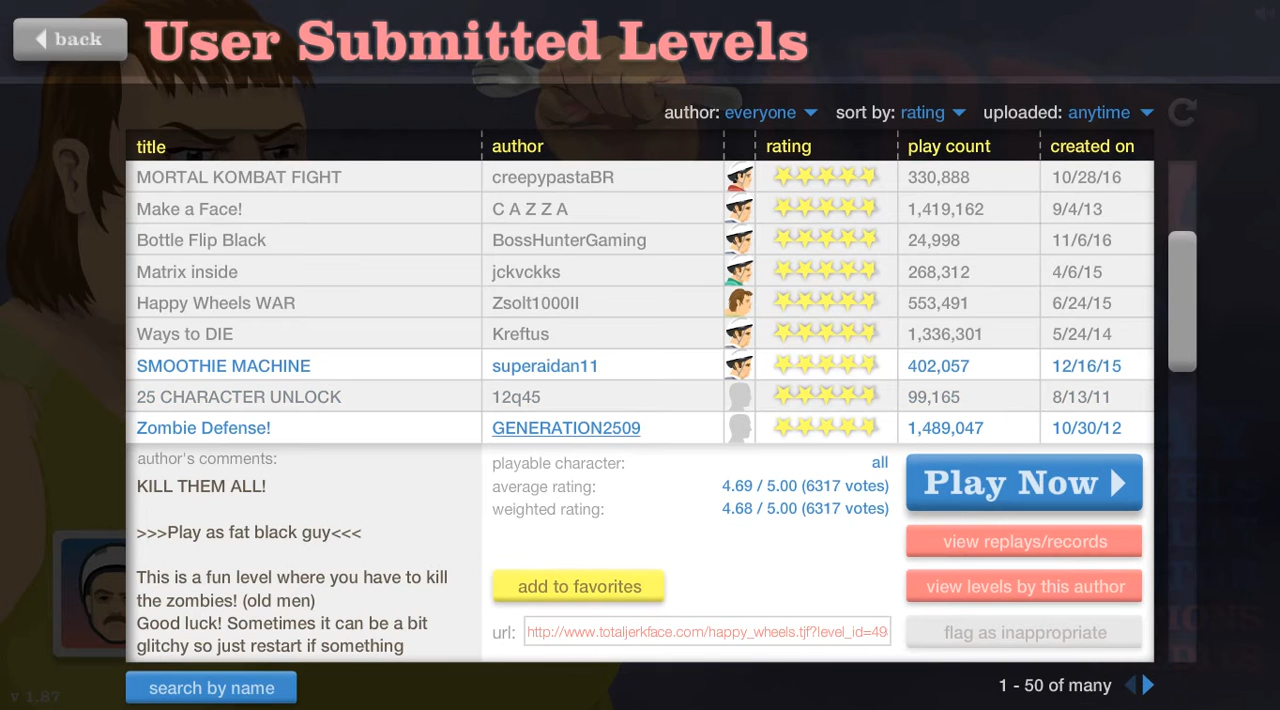 back
User Submitted Levels
author: everyone sort by: rating uploaded: anytime
title author rating play count created on
MORTAL KOMBAT FIGHT creepypastaBR 330,888 10/28/16
Make a Face! C A Z Z A 1,419,162 9/4/13
Bottle Flip Black BossHunterGaming 24,998 11/6/16
Matrix inside jckvckks 268,312 4/6/15
Happy Wheels WAR Zsolt1000II 553,491 6/24/15
Ways to DIE Kreftus 1,336,301 5/24/14
SMOOTHIE MACHINE superaidan11 402,057 12/16/15
25 CHARACTER UNLOCK 12q45 99,165 8/13/11
Zombie Defense! GENERATION2509 1,489,047 10/30/12
author's comments:
KILL THEM ALL!
>>>Play as fat black guy<<<
This is a fun level where you have to kill
the zombies! (old men)
Good luck! Sometimes it can be a bit
glitchy so just restart if something
playable character: all
average rating: 4.69 / 5.00 (6317 votes)
weighted rating: 4.68 / 5.00 (6317 votes)
add to favorites
url: http://www.totaljerkface.com/happy_wheels.tjf?level_id=49
Play Now
view replays/records
view levels by this author
flag as inappropriate
search by name
1 - 50 of many
v 1.87